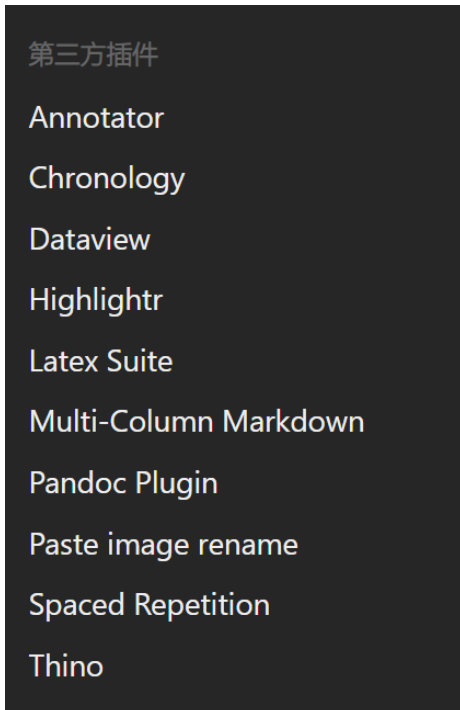 第三方插件
Annotator
Chronology
Dataview
Highlightr
Latex Suite
Multi-Column Markdown
Pandoc Plugin
Paste image rename
Spaced Repetition
Thino